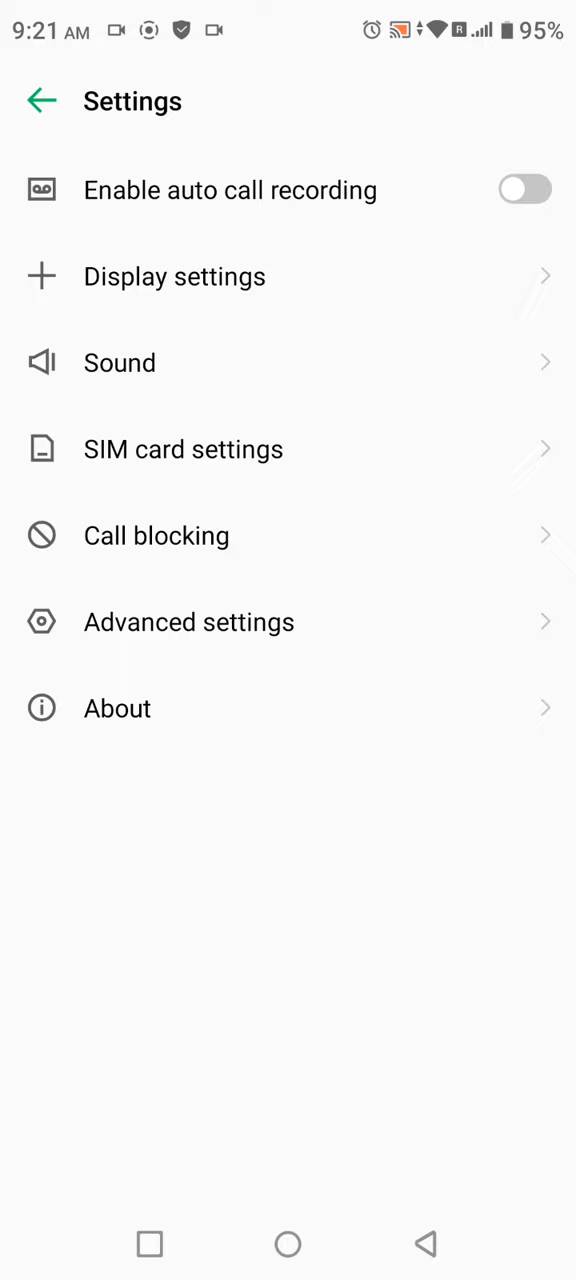 9:21 AM R 95%
Settings
Enable auto call recording
Display settings
Sound
SIM card settings
Call blocking
Advanced settings
About